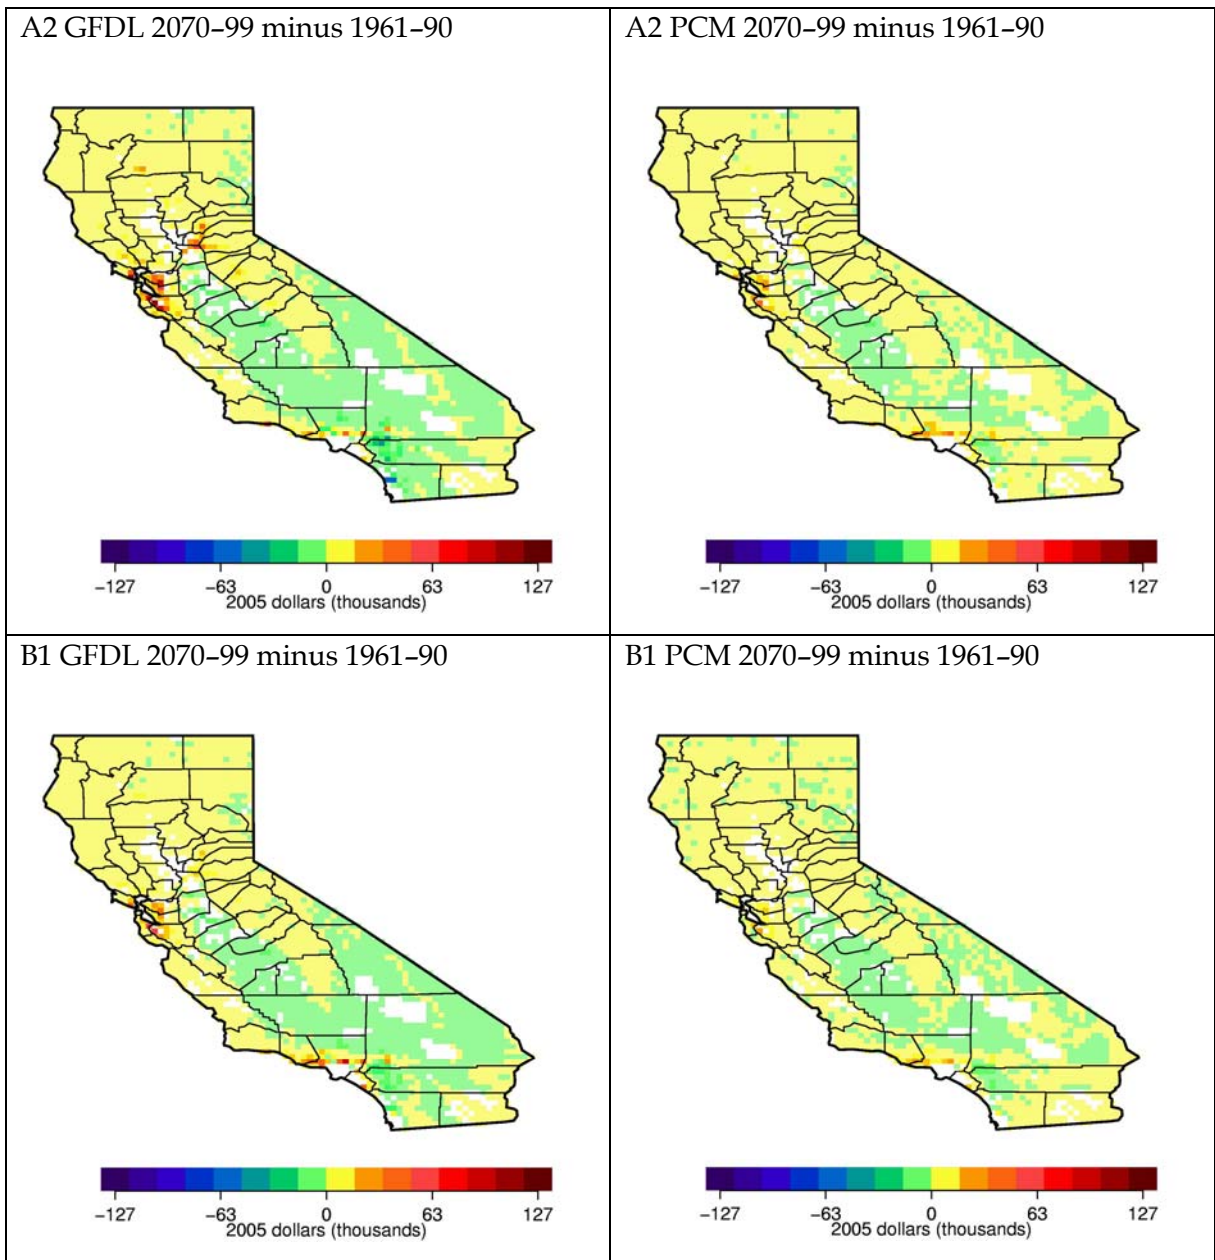 A2 GFDL 2070–99 minus 1961–90
A2 PCM 2070–99 minus 1961–90
−127 −63 0 63 127
2005 dollars (thousands)
−127 −63 0 63 127
2005 dollars (thousands)
B1 GFDL 2070–99 minus 1961–90
B1 PCM 2070–99 minus 1961–90
−127 −63 0 63 127
2005 dollars (thousands)
−127 −63 0 63 127
2005 dollars (thousands)